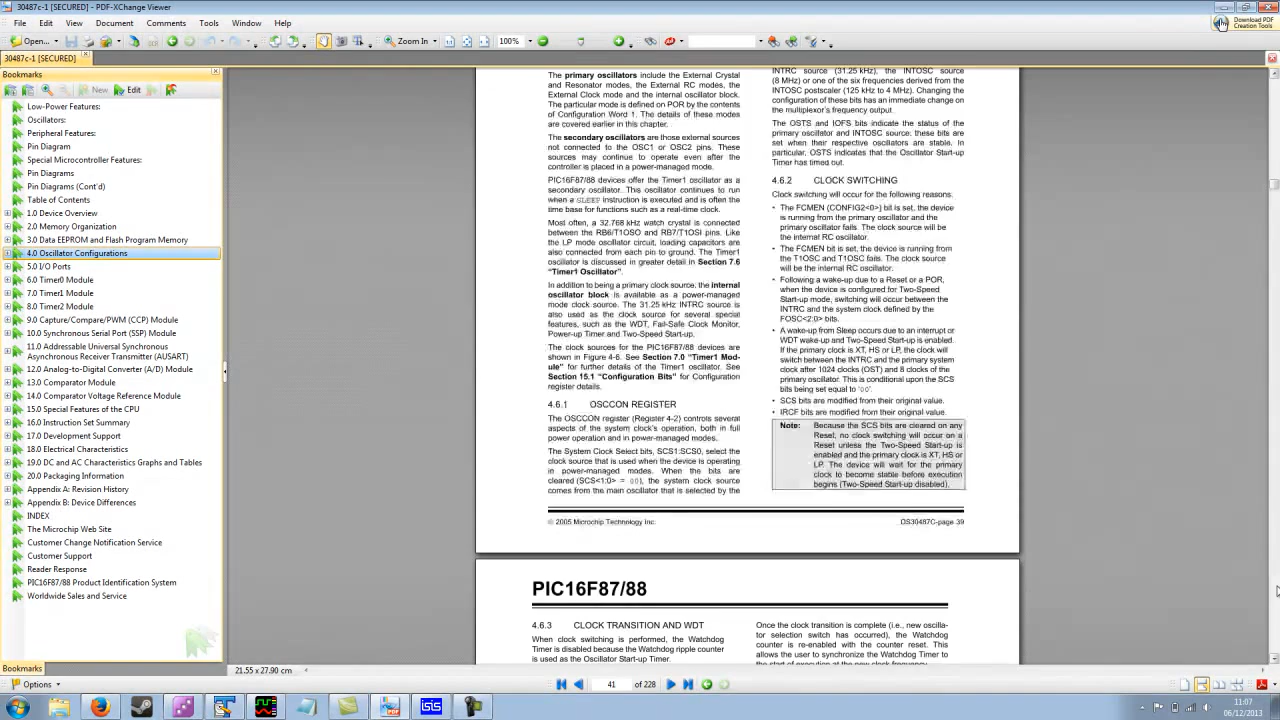 30487c-1 [SECURED] - PDF-XChange Viewer
File Edit View Document Comments Tools Window Help
Download PDF
Creation Tools
Open... Zoom In 100%
30487c-1 [SECURED]
Bookmarks
New Edit
Low-Power Features:
Oscillators:
Peripheral Features:
Pin Diagram
Special Microcontroller Features:
Pin Diagrams
Pin Diagrams (Cont'd)
Table of Contents
1.0 Device Overview
2.0 Memory Organization
3.0 Data EEPROM and Flash Program Memory
4.0 Oscillator Configurations
5.0 I/O Ports
6.0 Timer0 Module
7.0 Timer1 Module
8.0 Timer2 Module
9.0 Capture/Compare/PWM (CCP) Module
10.0 Synchronous Serial Port (SSP) Module
11.0 Addressable Universal Synchronous
Asynchronous Receiver Transmitter (AUSART)
12.0 Analog-to-Digital Converter (A/D) Module
13.0 Comparator Module
14.0 Comparator Voltage Reference Module
15.0 Special Features of the CPU
16.0 Instruction Set Summary
17.0 Development Support
18.0 Electrical Characteristics
19.0 DC and AC Characteristics Graphs and Tables
20.0 Packaging Information
Appendix A: Revision History
Appendix B: Device Differences
INDEX
The Microchip Web Site
Customer Change Notification Service
Customer Support
Reader Response
PIC16F87/88 Product Identification System
Worldwide Sales and Service
Bookmarks
Options
The primary oscillators include the External Crystal
and Resonator modes, the External RC modes, the
External Clock mode and the internal oscillator block.
The particular mode is defined on POR by the contents
of Configuration Word 1. The details of these modes
are covered earlier in this chapter.
The secondary oscillators are those external sources
not connected to the OSC1 or OSC2 pins. These
sources may continue to operate even after the
controller is placed in a power-managed mode.
PIC16F87/88 devices offer the Timer1 oscillator as a
secondary oscillator. This oscillator continues to run
when a SLEEP instruction is executed and is often the
time base for functions such as a real-time clock.
Most often, a 32.768 kHz watch crystal is connected
between the RB6/T1OSO and RB7/T1OSI pins. Like
the LP mode oscillator circuit, loading capacitors are
also connected from each pin to ground. The Timer1
oscillator is discussed in greater detail in Section 7.6
"Timer1 Oscillator".
In addition to being a primary clock source, the internal
oscillator block is available as a power-managed
mode clock source. The 31.25 kHz INTRC source is
also used as the clock source for several special
features, such as the WDT, Fail-Safe Clock Monitor,
Power-up Timer and Two-Speed Start-up.
The clock sources for the PIC16F87/88 devices are
shown in Figure 4-6. See Section 7.0 "Timer1 Mod-
ule" for further details of the Timer1 oscillator. See
Section 15.1 "Configuration Bits" for Configuration
register details.
4.6.1 OSCCON REGISTER
The OSCCON register (Register 4-2) controls several
aspects of the system clock's operation, both in full
power operation and in power-managed modes.
The System Clock Select bits, SCS1:SCS0, select the
clock source that is used when the device is operating
in power-managed modes. When the bits are
cleared (SCS<1:0> = 00), the system clock source
comes from the main oscillator that is selected by the
INTRC source (31.25 kHz), the INTOSC source
(8 MHz) or one of the six frequencies derived from the
INTOSC postscaler (125 kHz to 4 MHz). Changing the
configuration of these bits has an immediate change on
the multiplexor's frequency output.
The OSTS and IOFS bits indicate the status of the
primary oscillator and INTOSC source; these bits are
set when their respective oscillators are stable. In
particular, OSTS indicates that the Oscillator Start-up
Timer has timed out.
4.6.2 CLOCK SWITCHING
Clock switching will occur for the following reasons:
• The FCMEN (CONFIG2<0>) bit is set, the device
is running from the primary oscillator and the
primary oscillator fails. The clock source will be
the internal RC oscillator.
• The FCMEN bit is set, the device is running from
the T1OSC and T1OSC fails. The clock source
will be the internal RC oscillator.
• Following a wake-up due to a Reset or a POR,
when the device is configured for Two-Speed
Start-up mode, switching will occur between the
INTRC and the system clock defined by the
FOSC<2:0> bits.
• A wake-up from Sleep occurs due to an interrupt or
WDT wake-up and Two-Speed Start-up is enabled.
If the primary clock is XT, HS or LP, the clock will
switch between the INTRC and the primary system
clock after 1024 clocks (OST) and 8 clocks of the
primary oscillator. This is conditional upon the SCS
bits being set equal to '00'.
• SCS bits are modified from their original value.
• IRCF bits are modified from their original value.
Note: Because the SCS bits are cleared on any
Reset, no clock switching will occur on a
Reset unless the Two-Speed Start-up is
enabled and the primary clock is XT, HS or
LP. The device will wait for the primary
clock to become stable before execution
begins (Two-Speed Start-up disabled).
© 2005 Microchip Technology Inc. DS30487C-page 39
PIC16F87/88
4.6.3 CLOCK TRANSITION AND WDT
When clock switching is performed, the Watchdog
Timer is disabled because the Watchdog ripple counter
is used as the Oscillator Start-up Timer.
Once the clock transition is complete (i.e., new oscilla-
tor selection switch has occurred), the Watchdog
counter is re-enabled with the counter reset. This
allows the user to synchronize the Watchdog Timer to
the start of execution at the new clock frequency.
21.55 x 27.90 cm
41 of 228
isis
11:07
06/12/2013